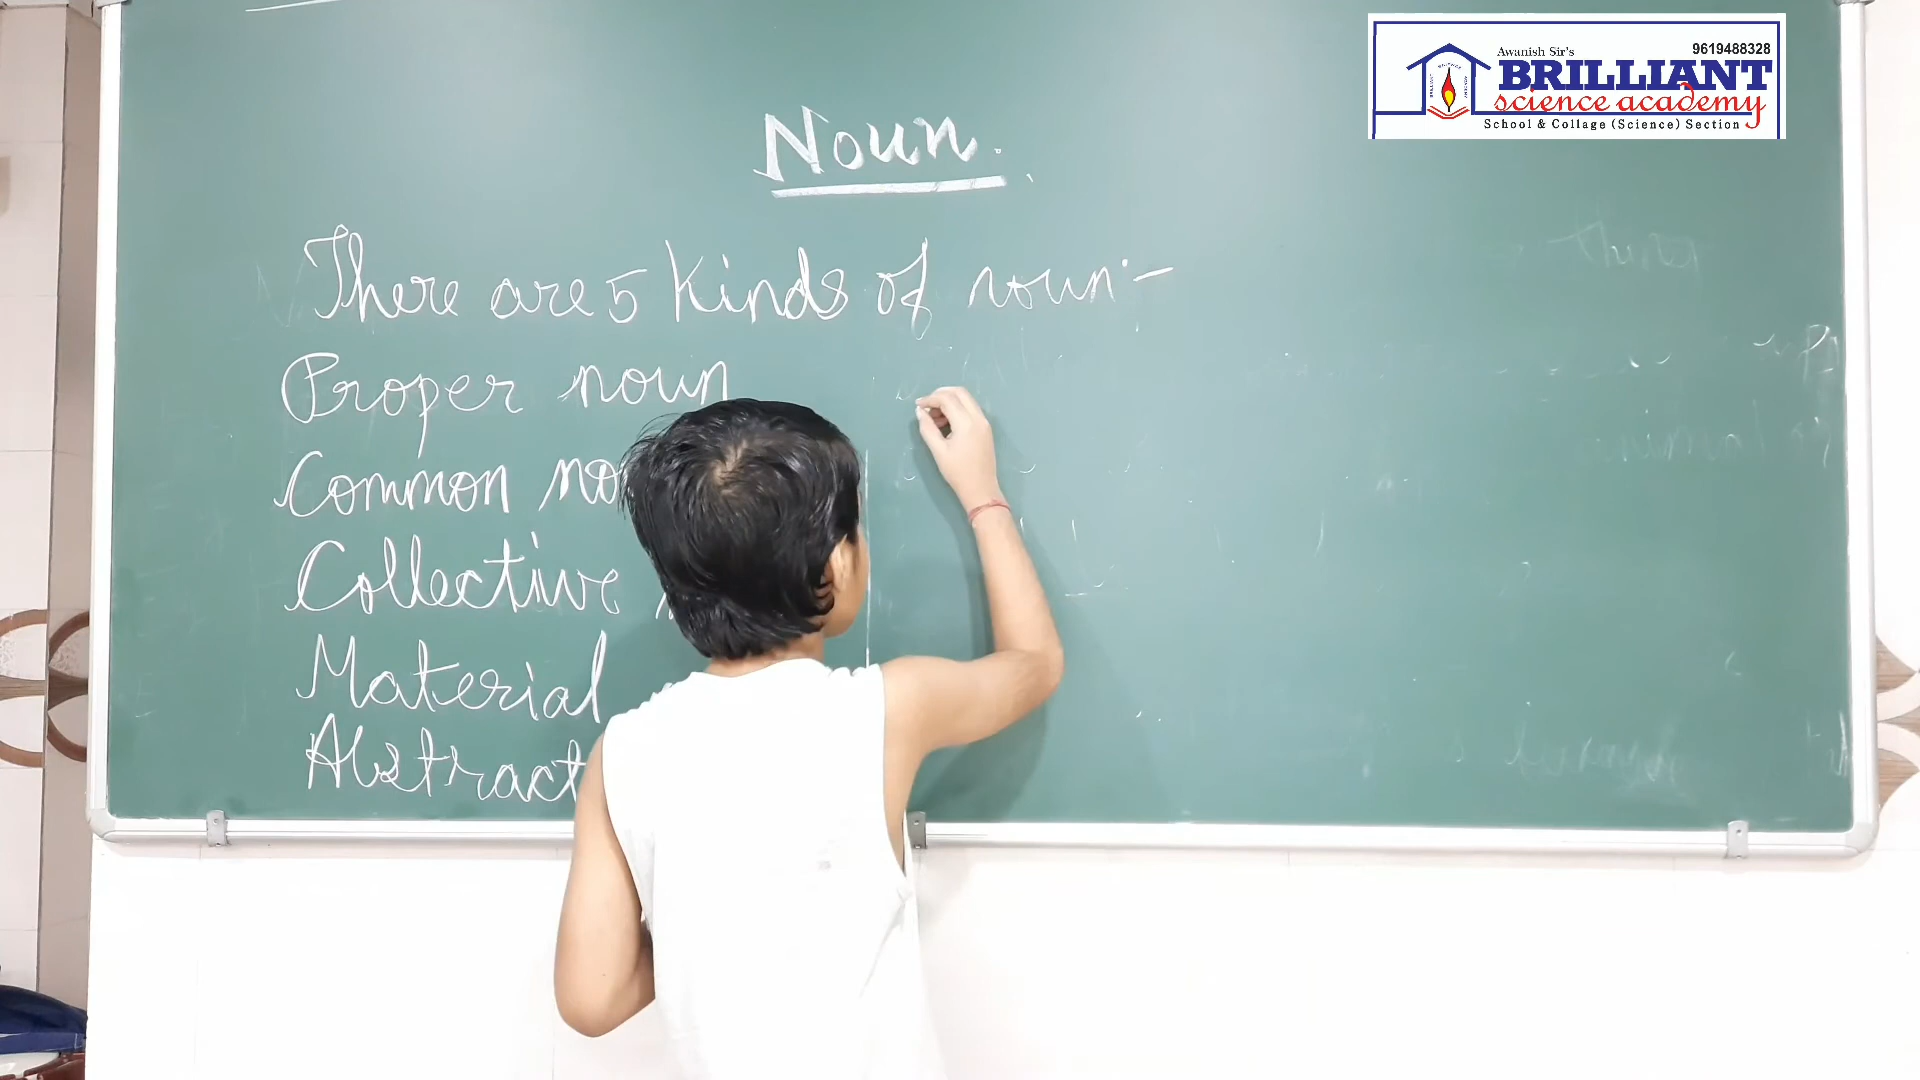 Noun.
There are 5 kinds of noun:-
Proper noun
Common no
Collective
Material
Abstract
Awanish Sir's
9619488328
BRILLIANT
science academy
School & Collage (Science) Section